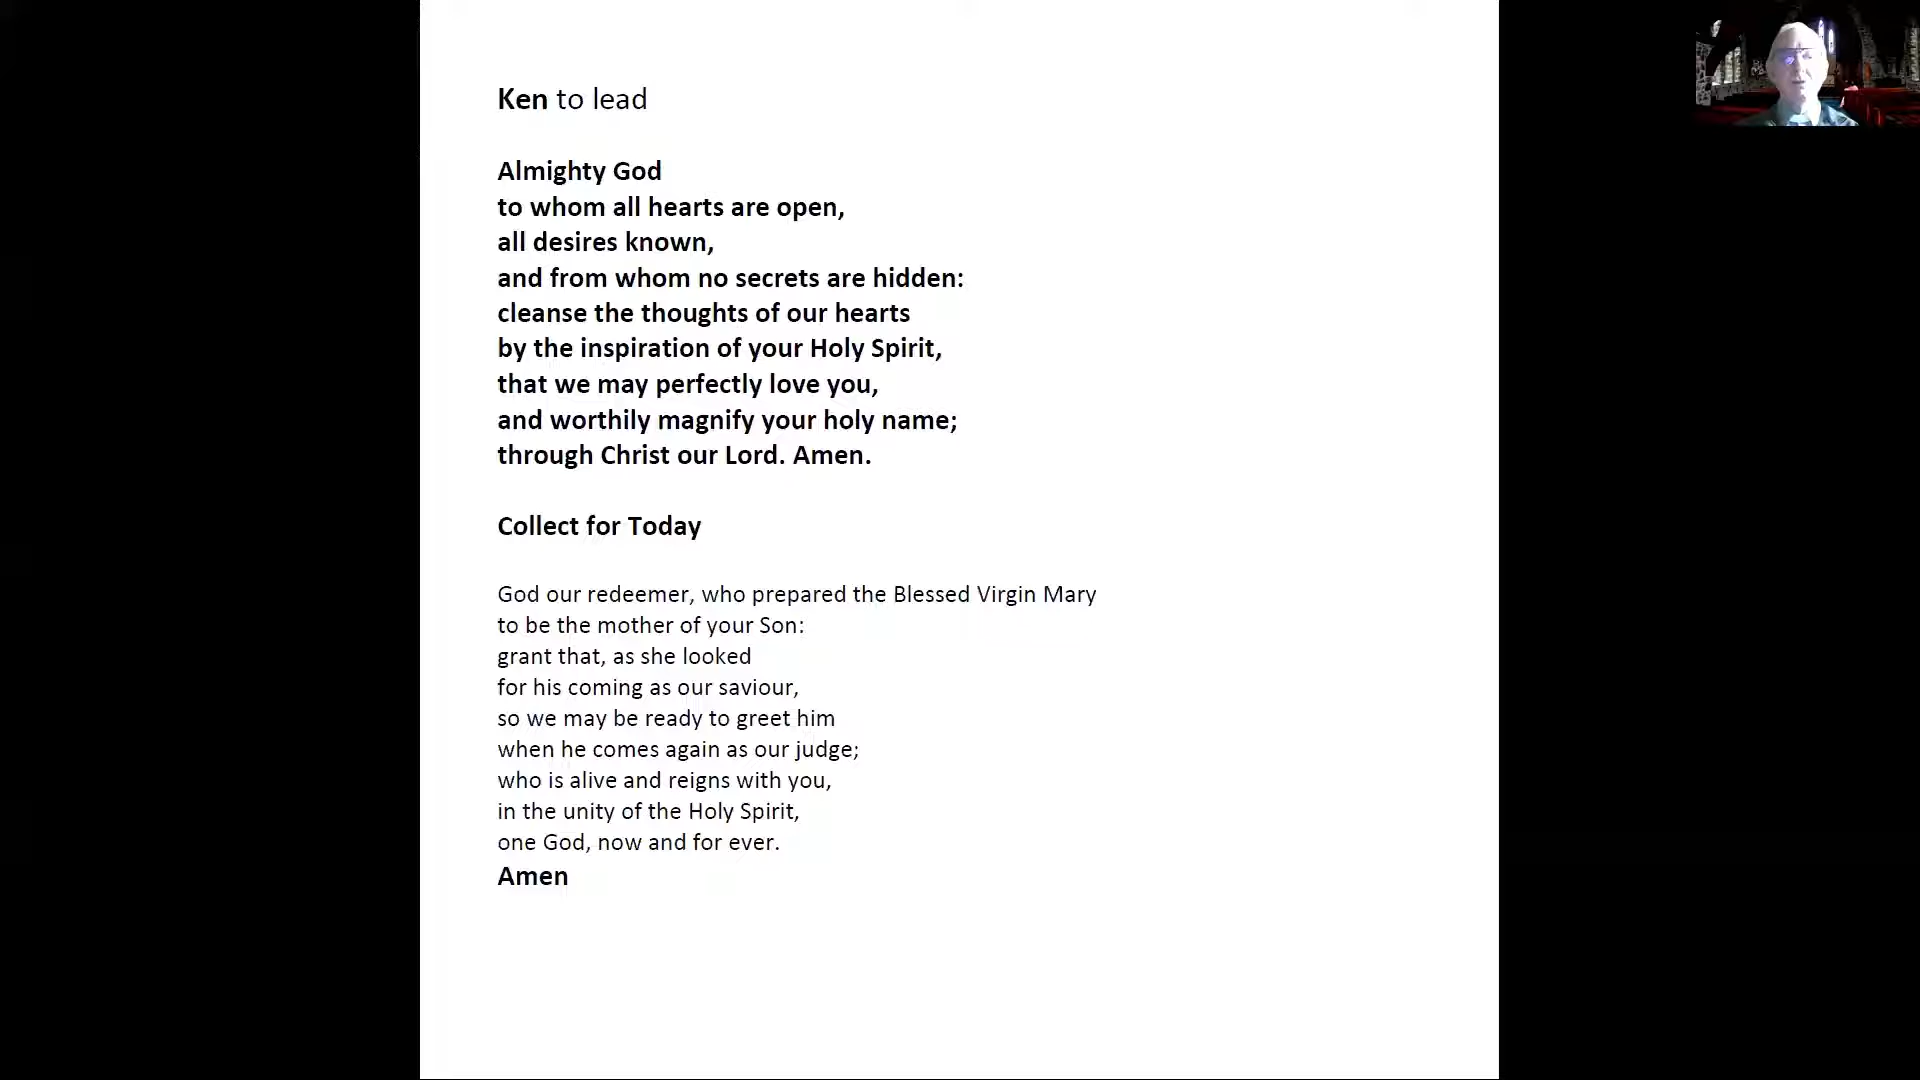 Ken to lead
Almighty God
to whom all hearts are open,
all desires known,
and from whom no secrets are hidden:
cleanse the thoughts of our hearts
by the inspiration of your Holy Spirit,
that we may perfectly love you,
and worthily magnify your holy name;
through Christ our Lord. Amen.
Collect for Today
God our redeemer, who prepared the Blessed Virgin Mary
to be the mother of your Son:
grant that, as she looked
for his coming as our saviour,
so we may be ready to greet him
when he comes again as our judge;
who is alive and reigns with you,
in the unity of the Holy Spirit,
one God, now and for ever.
Amen